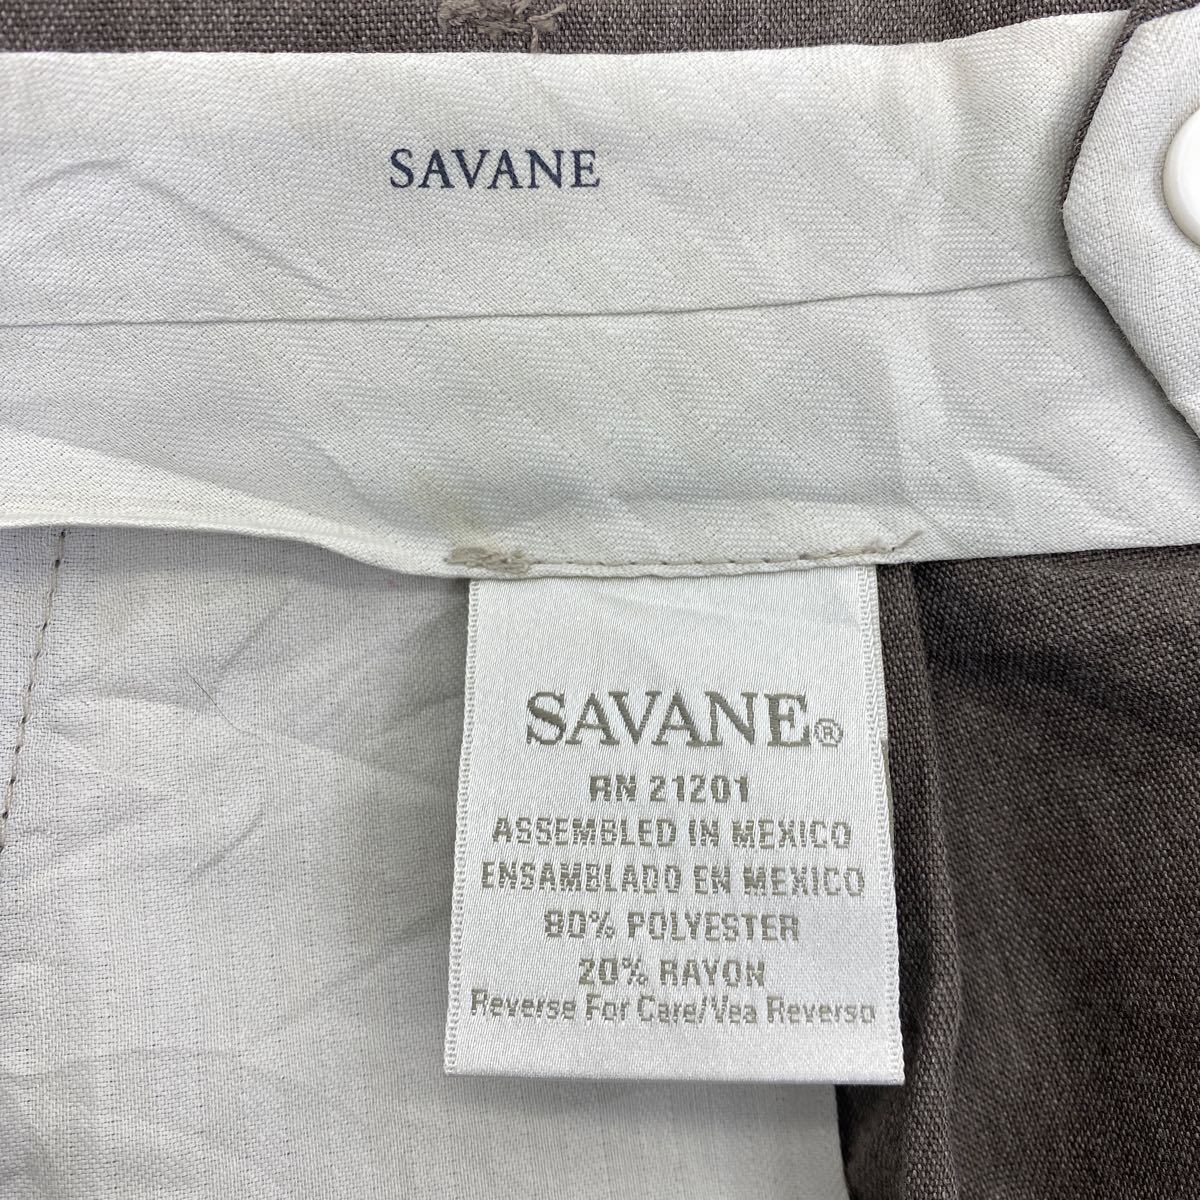 SAVANE
SAVANE®
RN 21201
ASSEMBLED IN MEXICO
ENSAMBLADO EN MEXICO
80% POLYESTER
20% RAYON
Reverse For Care/Vea Reverso